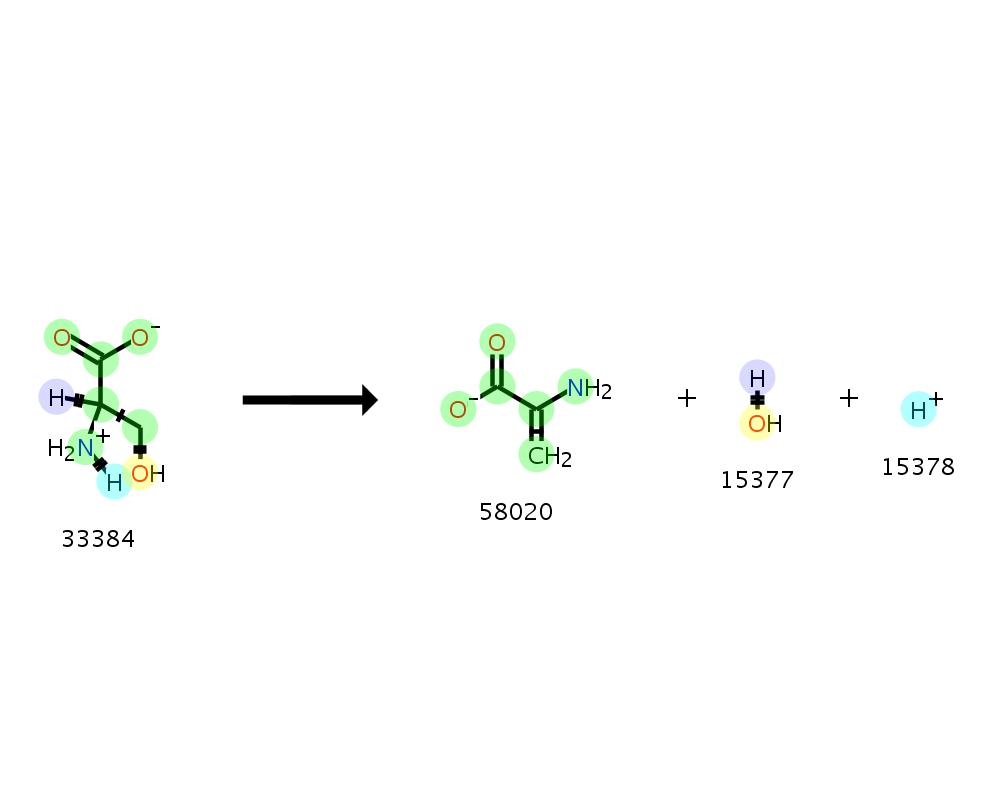 O O⁻
H
H₂N⁺
H OH
33384
O
O⁻ NH₂
CH₂
58020
+
H
OH
15377
+
H⁺
15378